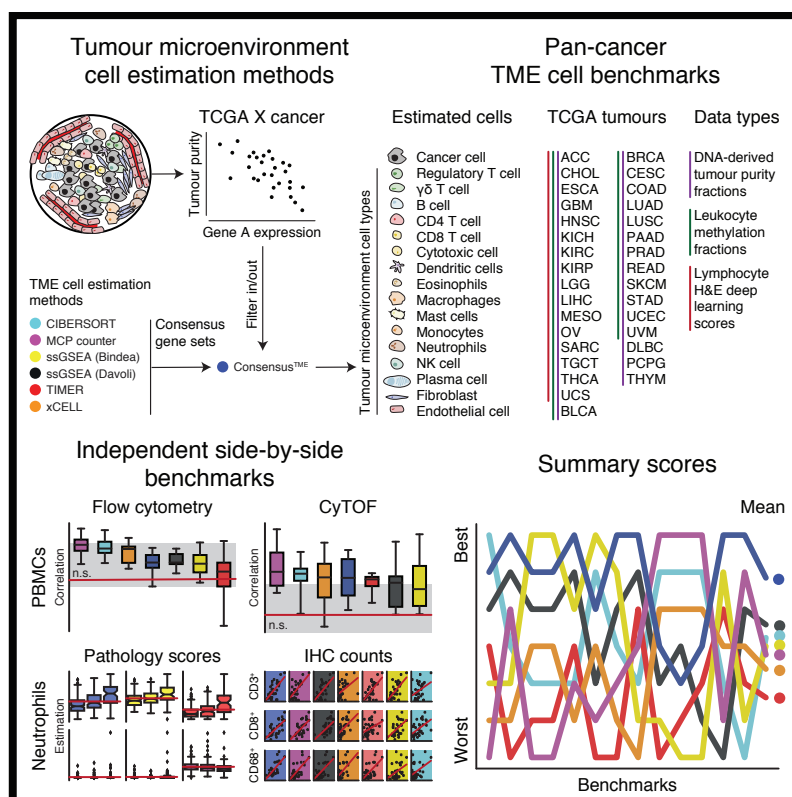 Tumour microenvironment
cell estimation methods
TCGA X cancer
Tumour purity
Gene A expression
Filter in/out
TME cell estimation
methods
CIBERSORT
MCP counter
ssGSEA (Bindea)
ssGSEA (Davoli)
TIMER
xCELL
Consensus
gene sets
Consensus™ᴱ
Pan-cancer
TME cell benchmarks
Estimated cells
Tumour microenvironment cell types
Cancer cell
Regulatory T cell
γδ T cell
B cell
CD4 T cell
CD8 T cell
Cytotoxic cell
Dendritic cells
Eosinophils
Macrophages
Mast cells
Monocytes
Neutrophils
NK cell
Plasma cell
Fibroblast
Endothelial cell
TCGA tumours
ACC
CHOL
ESCA
GBM
HNSC
KICH
KIRC
KIRP
LGG
LIHC
MESO
OV
SARC
TGCT
THCA
UCS
BLCA
BRCA
CESC
COAD
LUAD
LUSC
PAAD
PRAD
READ
SKCM
STAD
UCEC
UVM
DLBC
PCPG
THYM
Data types
DNA-derived
tumour purity
fractions
Leukocyte
methylation
fractions
Lymphocyte
H&E deep
learning
scores
Independent side-by-side
benchmarks
Flow cytometry
PBMCs
Correlation
n.s.
CyTOF
Correlation
n.s.
Pathology scores
Neutrophils
Estimation
IHC counts
CD3⁺
CD8⁺
CD68⁺
Summary scores
Mean
Best
Worst
Benchmarks